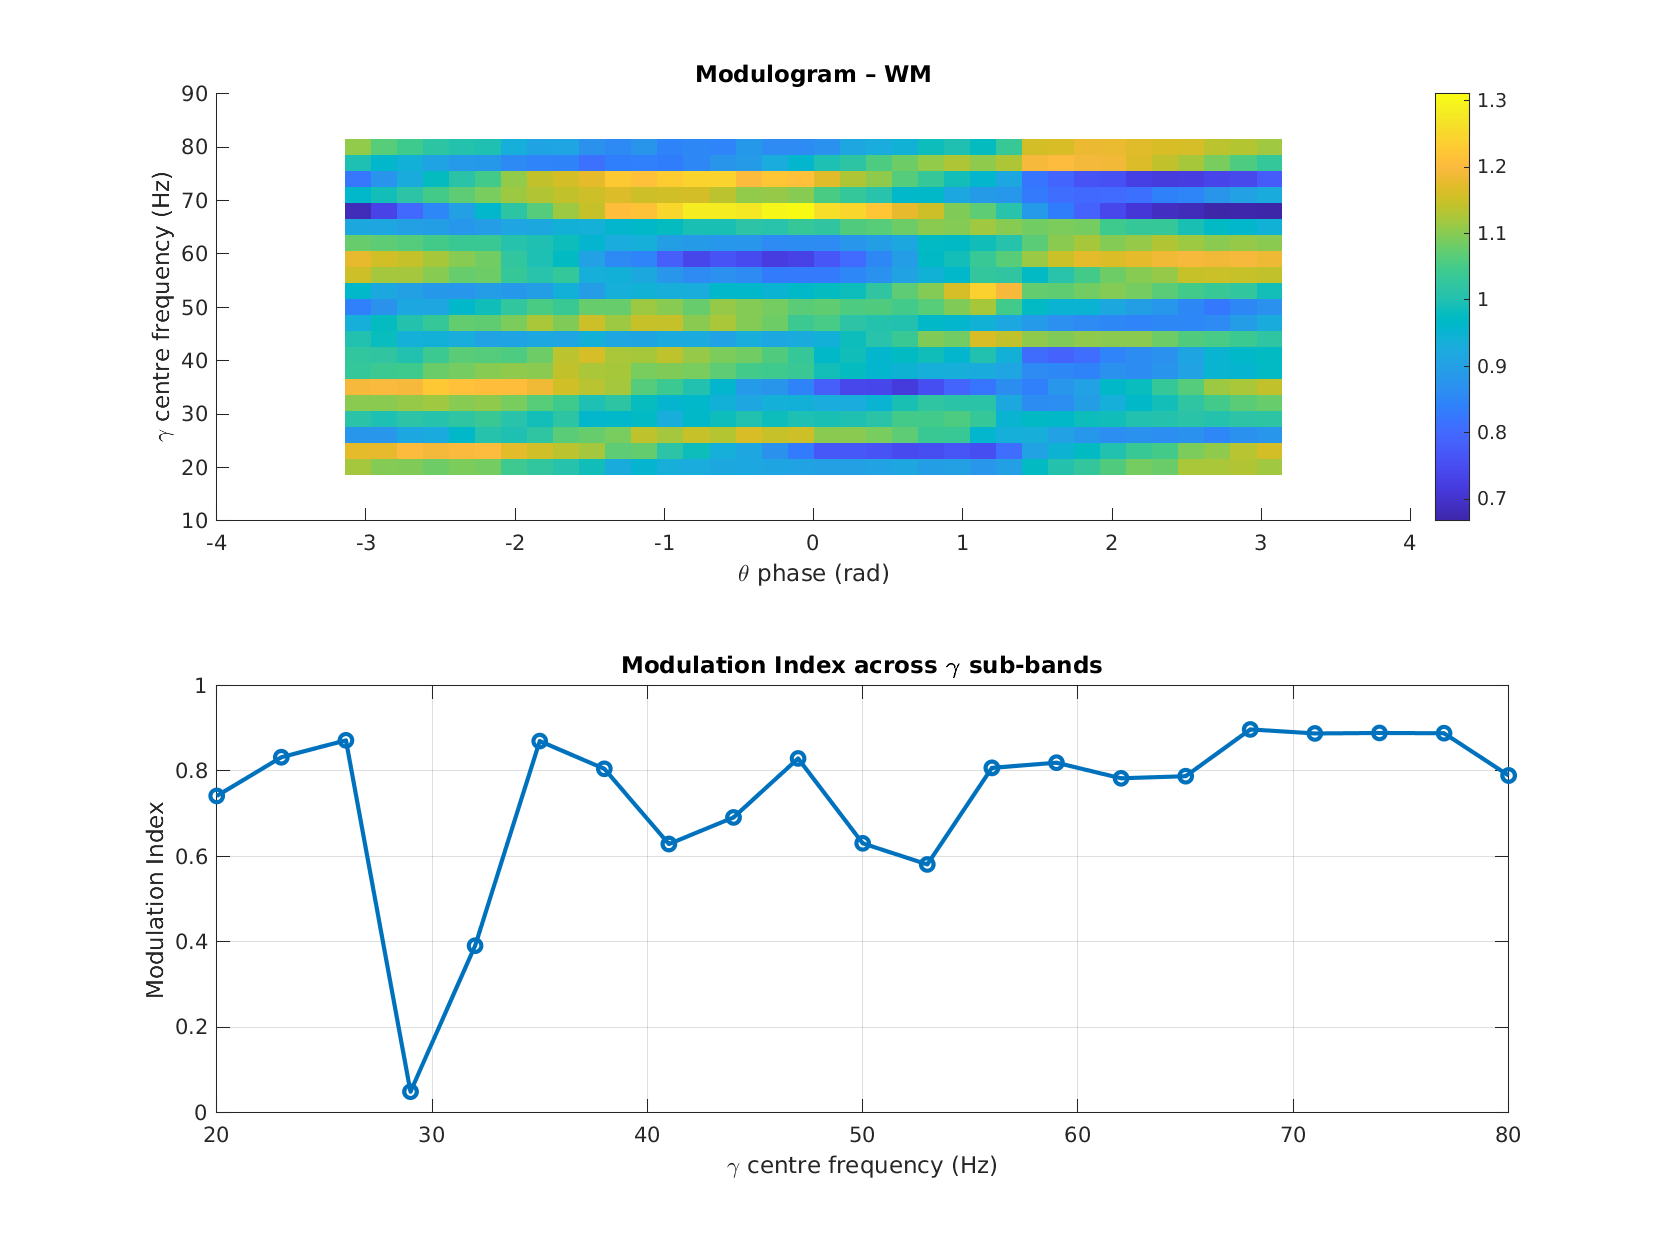 Modulogram – WM
90
80
70
60
50
40
30
20
10
γ centre frequency (Hz)
-4 -3 -2 -1 0 1 2 3 4
θ phase (rad)
1.3
1.2
1.1
1
0.9
0.8
0.7
Modulation Index across γ sub-bands
1
0.8
0.6
0.4
0.2
0
Modulation Index
20 30 40 50 60 70 80
γ centre frequency (Hz)